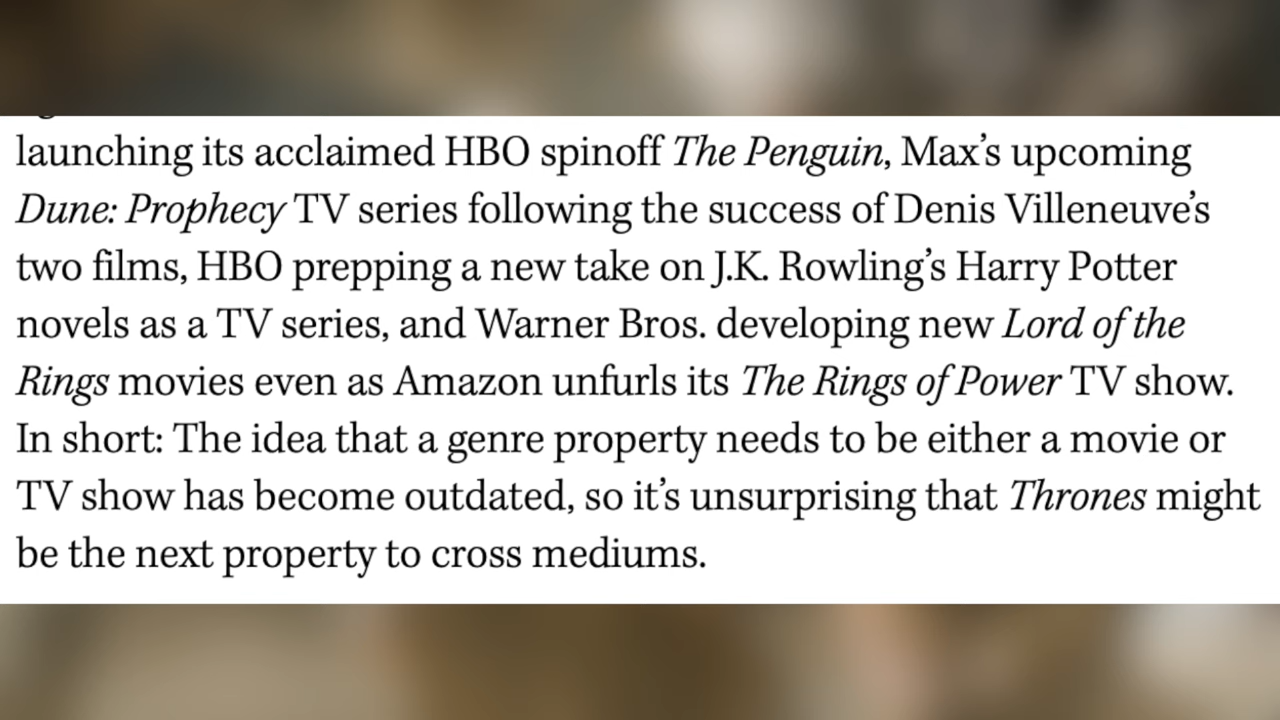 launching its acclaimed HBO spinoff The Penguin, Max’s upcoming
Dune: Prophecy TV series following the success of Denis Villeneuve’s
two films, HBO prepping a new take on J.K. Rowling’s Harry Potter
novels as a TV series, and Warner Bros. developing new Lord of the
Rings movies even as Amazon unfurls its The Rings of Power TV show.
In short: The idea that a genre property needs to be either a movie or
TV show has become outdated, so it’s unsurprising that Thrones might
be the next property to cross mediums.